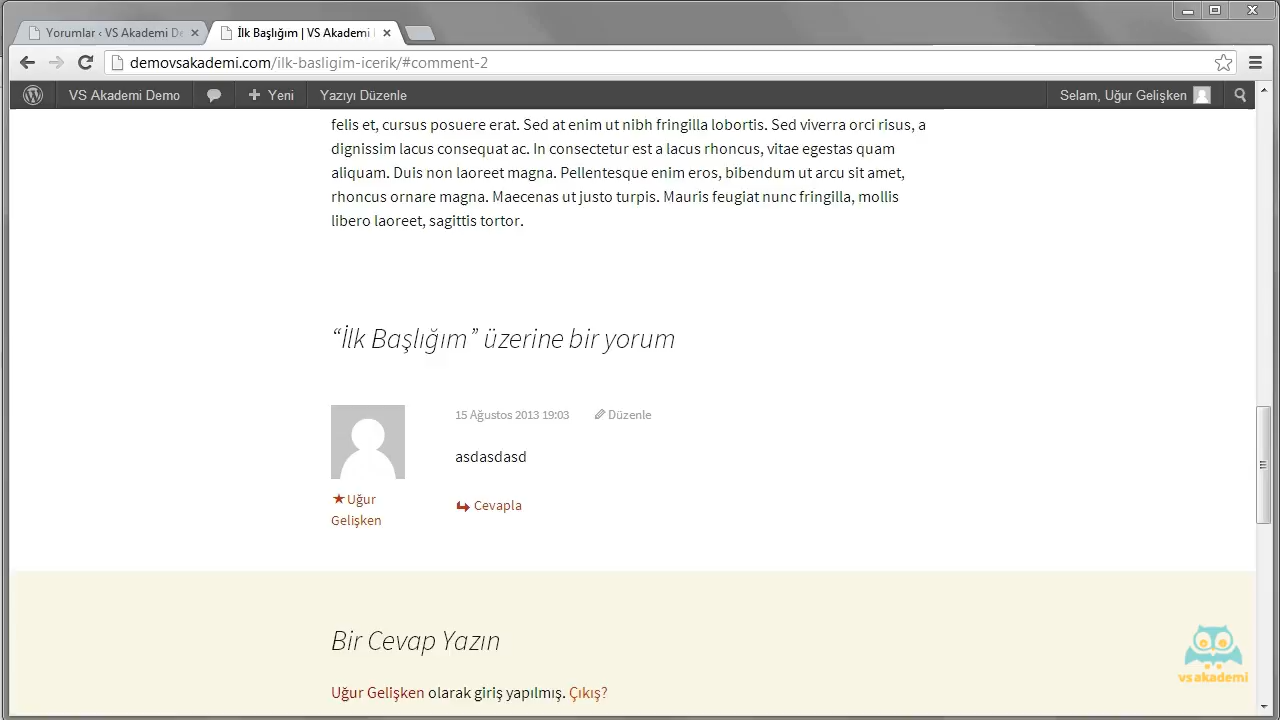 Yorumlar ‹ VS Akademi De
İlk Başlığım | VS Akademi
demovsakademi.com/ilk-basligim-icerik/#comment-2
VS Akademi Demo
Yeni
Yazıyı Düzenle
Selam, Uğur Gelişken
felis et, cursus posuere erat. Sed at enim ut nibh fringilla lobortis. Sed viverra orci risus, a
dignissim lacus consequat ac. In consectetur est a lacus rhoncus, vitae egestas quam
aliquam. Duis non laoreet magna. Pellentesque enim eros, bibendum ut arcu sit amet,
rhoncus ornare magna. Maecenas ut justo turpis. Mauris feugiat nunc fringilla, mollis
libero laoreet, sagittis tortor.
“İlk Başlığım” üzerine bir yorum
15 Ağustos 2013 19:03
Düzenle
asdasdasd
Uğur
Gelişken
Cevapla
Bir Cevap Yazın
Uğur Gelişken olarak giriş yapılmış. Çıkış?
vsakademi